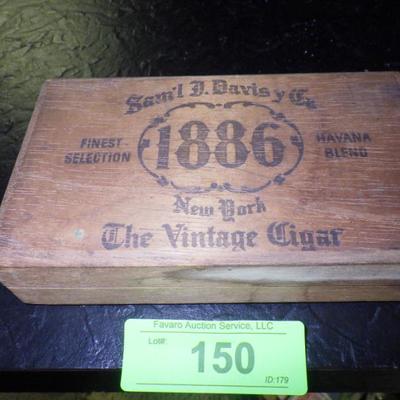 Sam'l I. Davis y Ca
FINEST
SELECTION
1886
HAVANA
BLEND
New York
The Vintage Cigar
Favaro Auction Service, LLC
Lot#:
150
ID:179